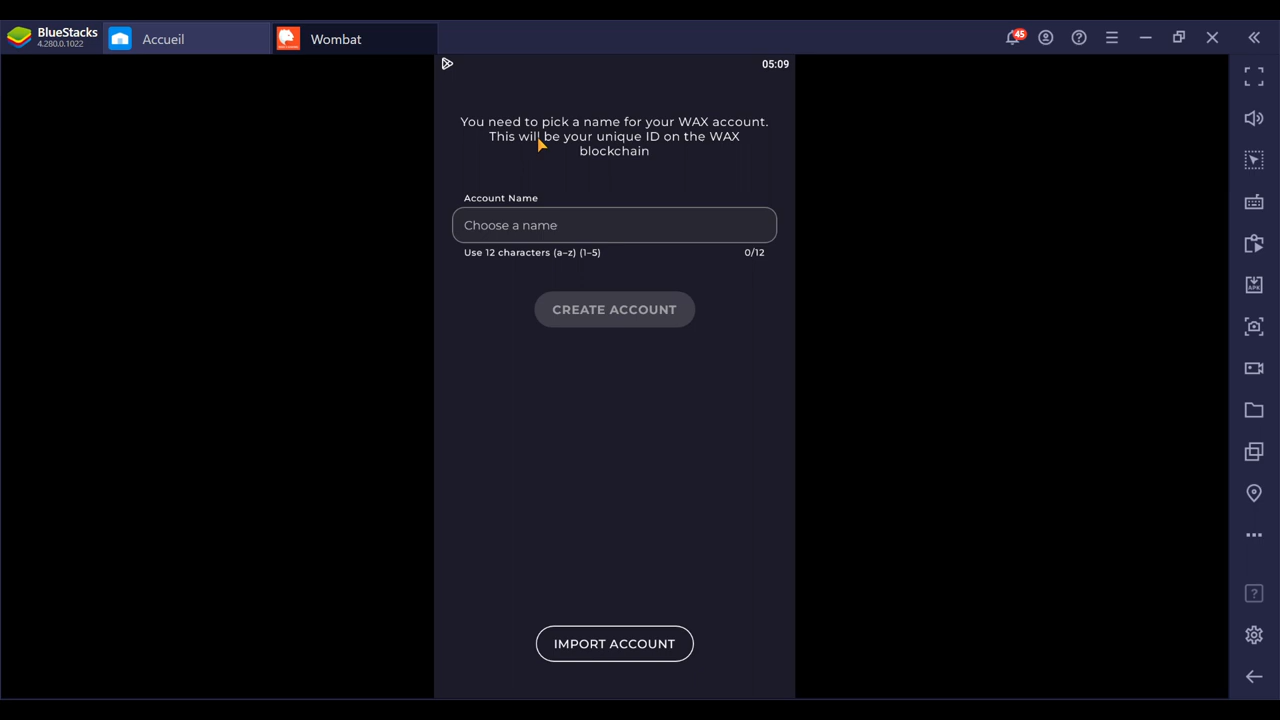 BlueStacks
4.280.0.1022
Accueil
Wombat
45
05:09
You need to pick a name for your WAX account.
This will be your unique ID on the WAX
blockchain
Account Name
Choose a name
Use 12 characters (a–z) (1–5)
0/12
CREATE ACCOUNT
IMPORT ACCOUNT
APK